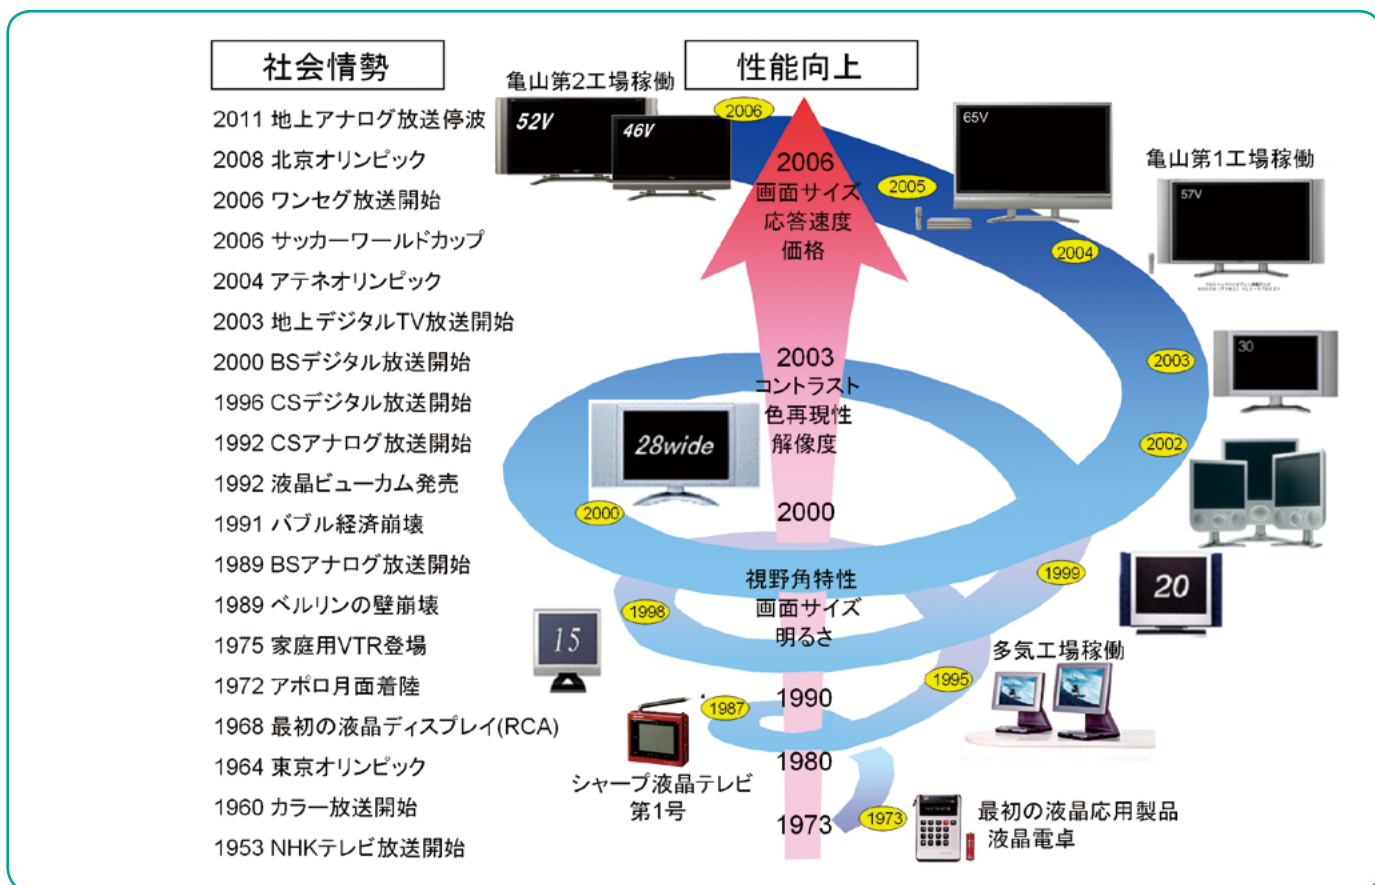 社会情勢
2011 地上アナログ放送停波
2008 北京オリンピック
2006 ワンセグ放送開始
2006 サッカーワールドカップ
2004 アテネオリンピック
2003 地上デジタルTV放送開始
2000 BSデジタル放送開始
1996 CSデジタル放送開始
1992 CSアナログ放送開始
1992 液晶ビューカム発売
1991 バブル経済崩壊
1989 BSアナログ放送開始
1989 ベルリンの壁崩壊
1975 家庭用VTR登場
1972 アポロ月面着陸
1968 最初の液晶ディスプレイ(RCA)
1964 東京オリンピック
1960 カラー放送開始
1953 NHKテレビ放送開始
性能向上
2006
画面サイズ
応答速度
価格
2003
コントラスト
色再現性
解像度
2000
視野角特性
画面サイズ
明るさ
1990
1980
1973
亀山第2工場稼働
52V
46V
2006
65V
2005
亀山第1工場稼働
57V
2004
2003
30
2002
28wide
2000
1999
20
1998
15
多気工場稼働
1995
1987
シャープ液晶テレビ
第1号
1973
最初の液晶応用製品
液晶電卓